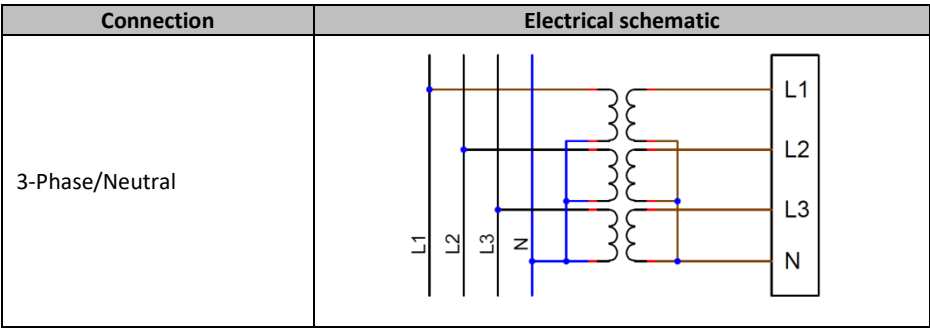 Connection
Electrical schematic
3-Phase/Neutral
L1
L2
L3
N
L1
L2
L3
N